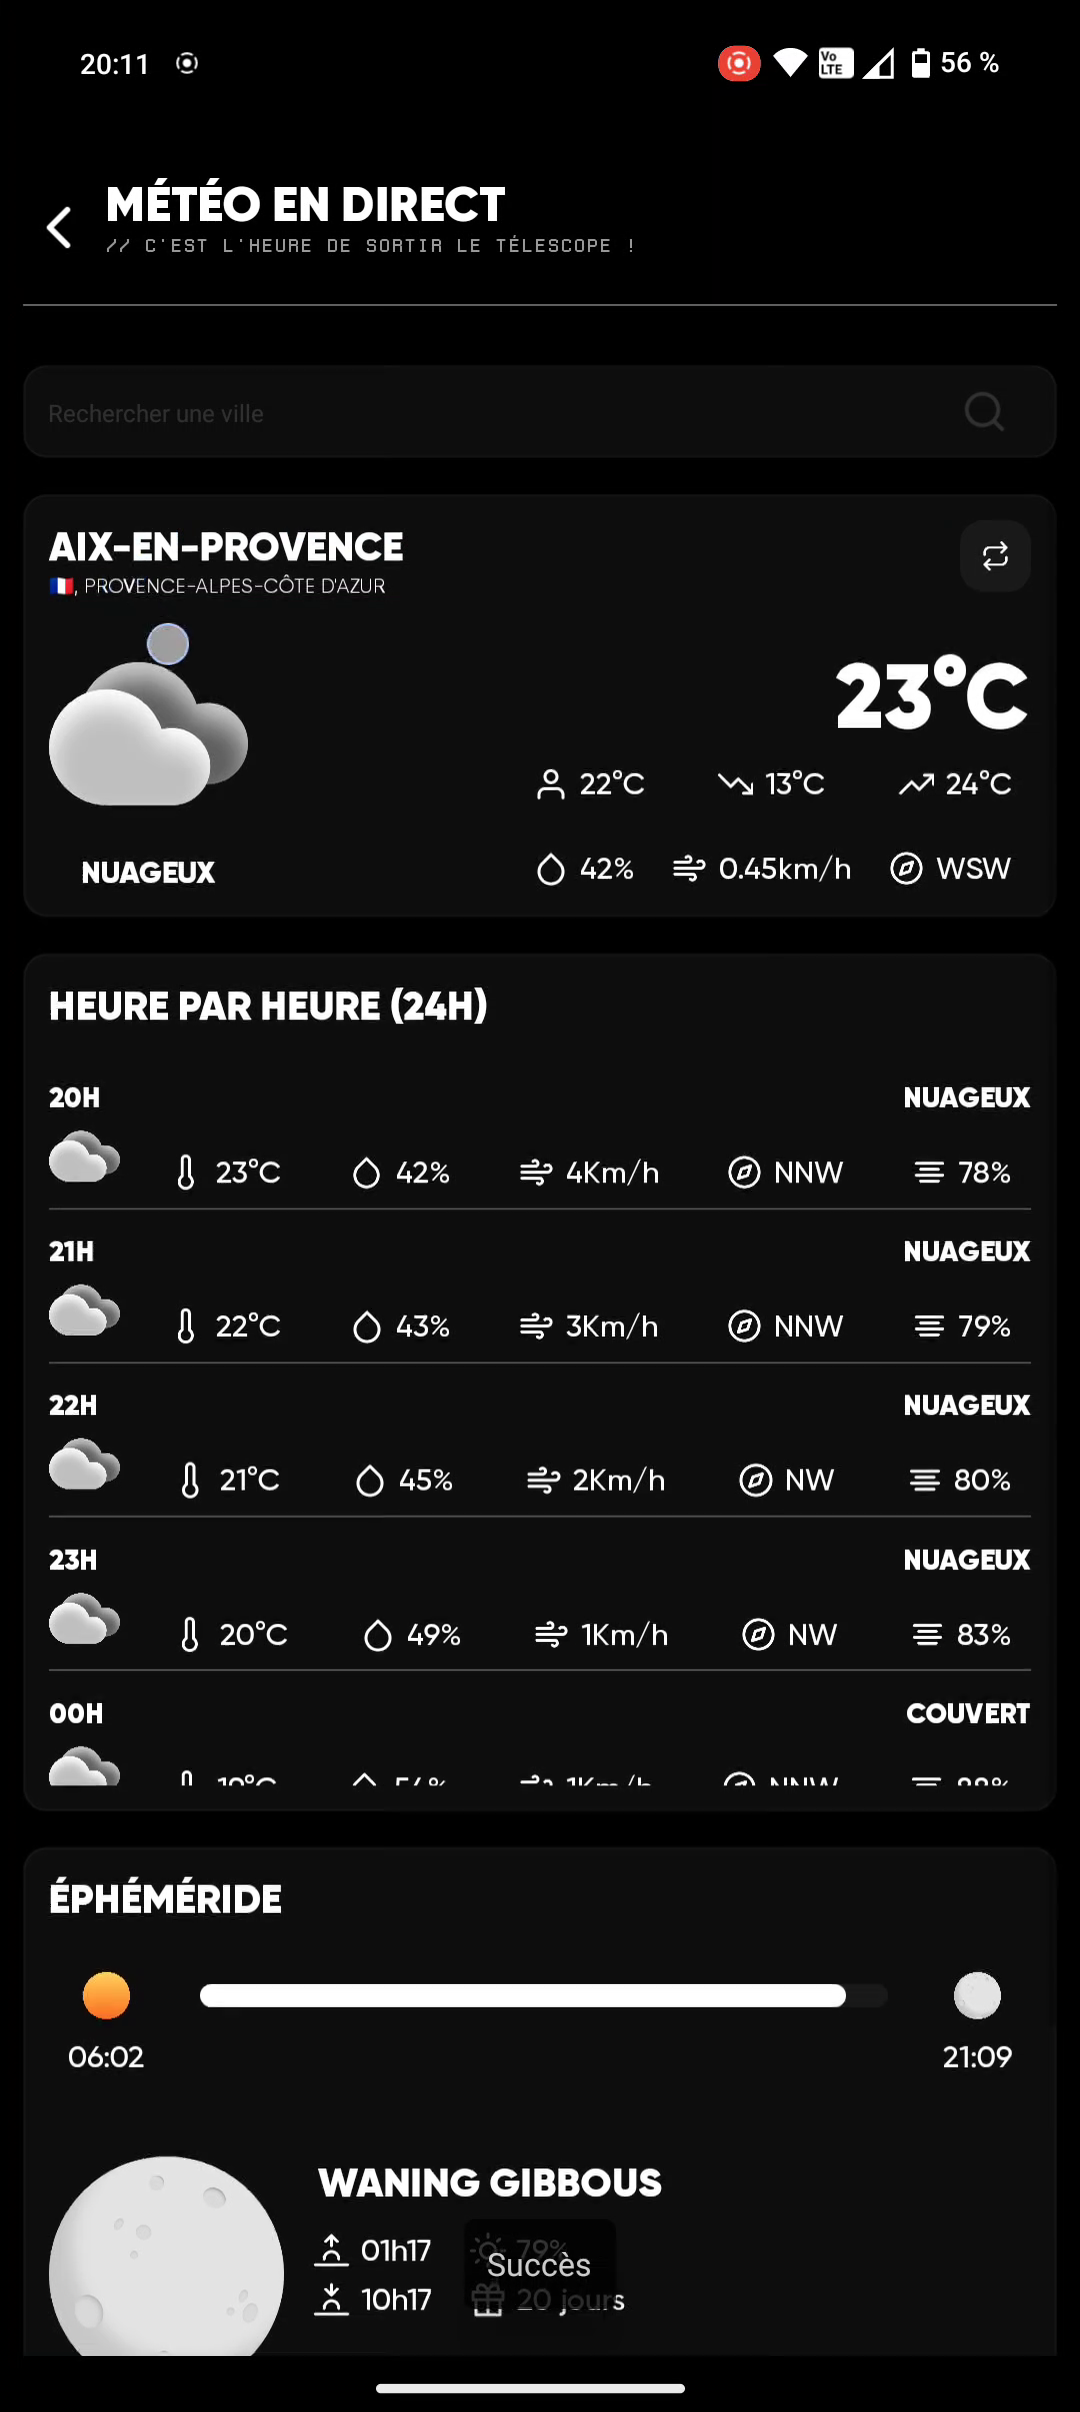 20:11
Vo LTE
56 %
MÉTÉO EN DIRECT
// C'EST L'HEURE DE SORTIR LE TÉLESCOPE !
Rechercher une ville
AIX-EN-PROVENCE
🇫🇷, PROVENCE-ALPES-CÔTE D'AZUR
23°C
22°C 13°C 24°C
NUAGEUX
42% 0.45km/h WSW
HEURE PAR HEURE (24H)
20H NUAGEUX
23°C 42% 4Km/h NNW 78%
21H NUAGEUX
22°C 43% 3Km/h NNW 79%
22H NUAGEUX
21°C 45% 2Km/h NW 80%
23H NUAGEUX
20°C 49% 1Km/h NW 83%
00H COUVERT
1Km/h NNW
ÉPHÉMÉRIDE
06:02 21:09
WANING GIBBOUS
01h17 79%
Succès
10h17 20 jours